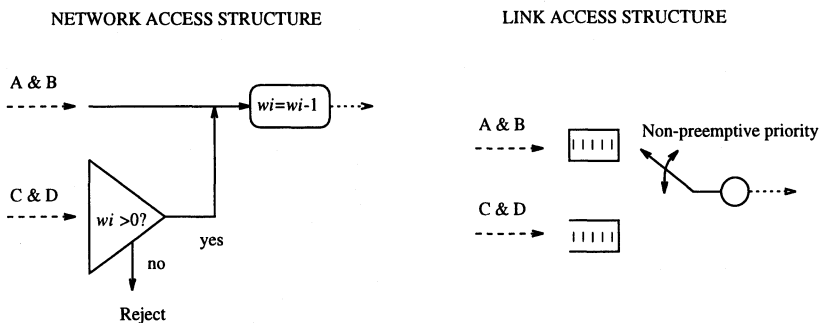 NETWORK ACCESS STRUCTURE
A & B
wi=wi-1
C & D
wi >0?
yes
no
Reject
LINK ACCESS STRUCTURE
A & B
Non-preemptive priority
C & D